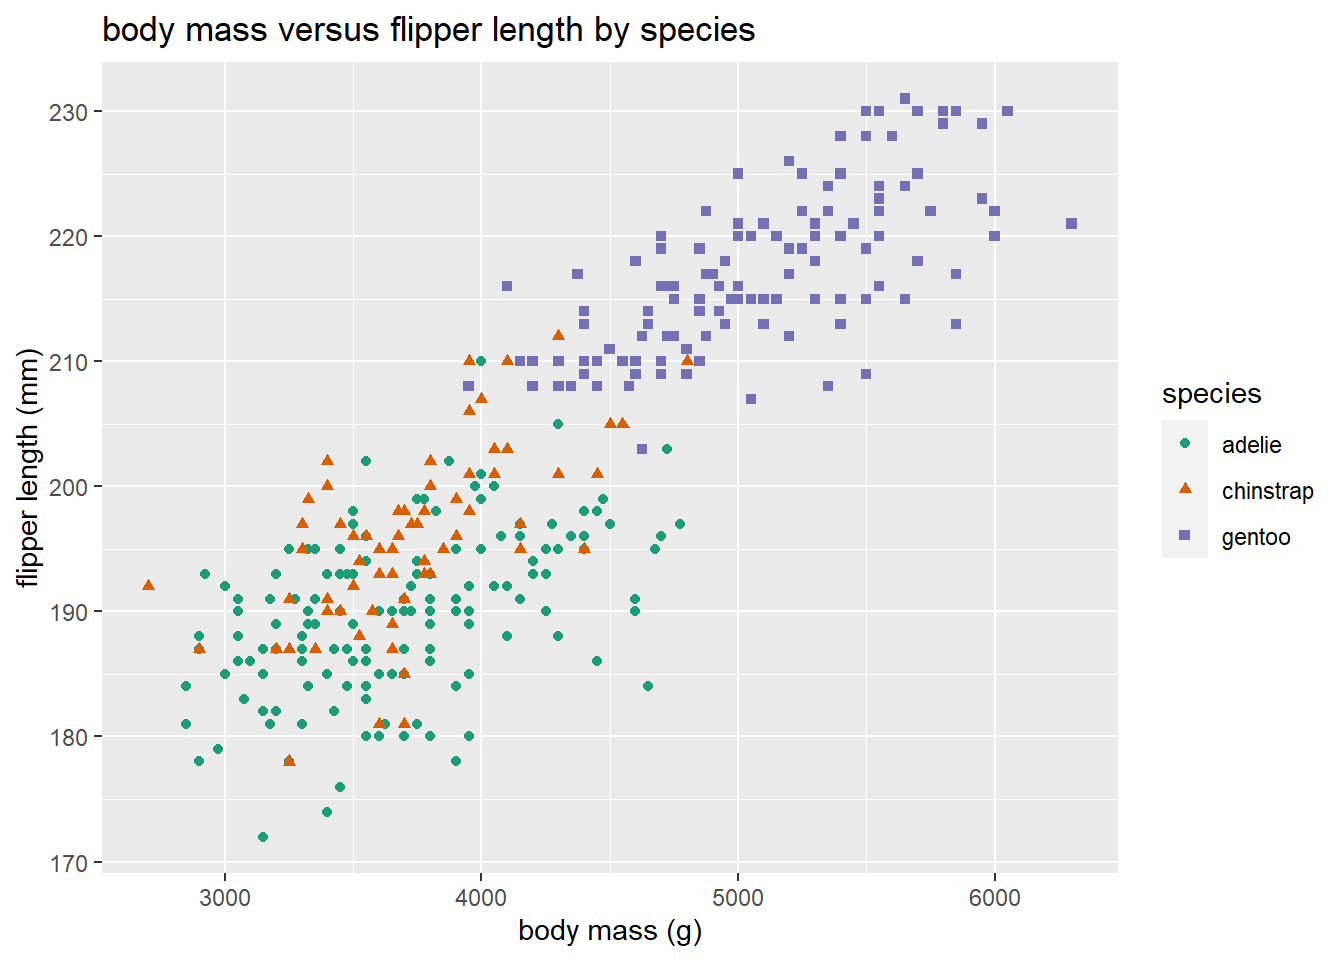 body mass versus flipper length by species
230
220
210
200
190
180
170
flipper length (mm)
3000 4000 5000 6000
body mass (g)
species
adelie
chinstrap
gentoo